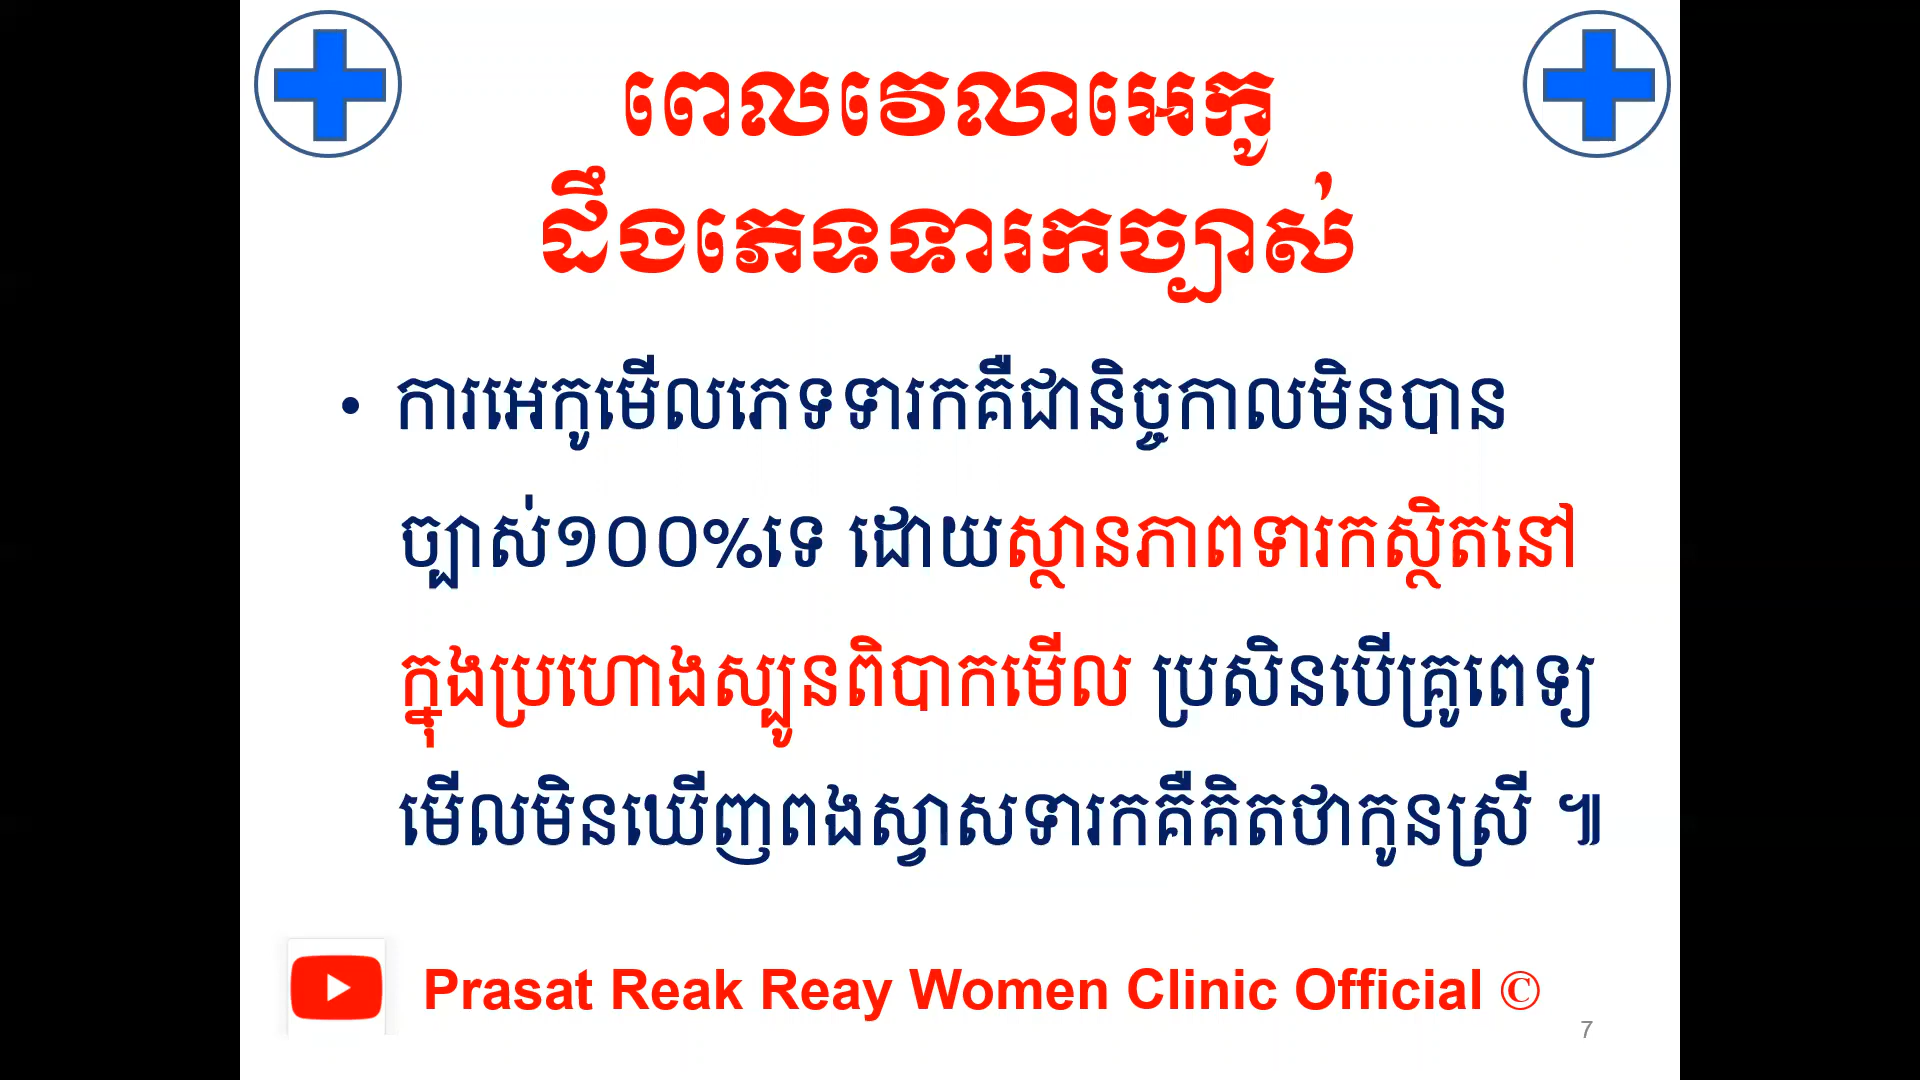 ពេលវេលាអេកូ
ដឹងភេទទារកច្បាស់
• ការអេកូមើលភេទទារកគឺជានិច្ចកាលមិនបាន
ច្បាស់១០០%ទេ ដោយស្ថានភាពទារកស្ថិតនៅ
ក្នុងប្រហោងស្បូនពិបាកមើល ប្រសិនបើគ្រូពេទ្យ
មើលមិនឃើញពងស្វាសទារកគឺគិតថាកូនស្រី ៕
Prasat Reak Reay Women Clinic Official ©
7